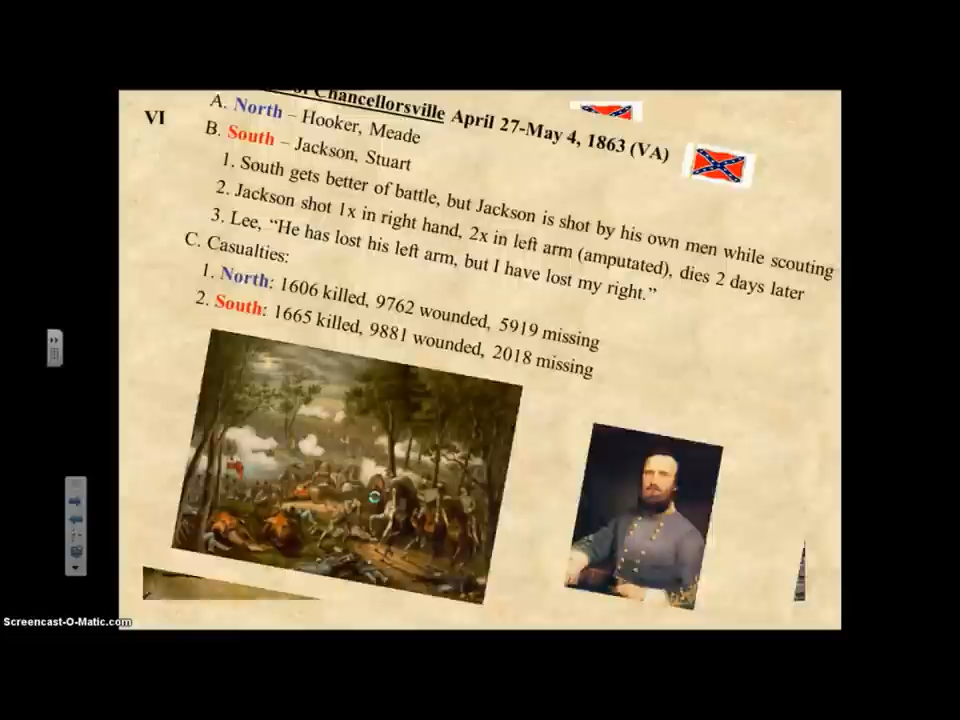 of Chancellorsville April 27-May 4, 1863 (VA)
VI
A. North – Hooker, Meade
B. South – Jackson, Stuart
1. South gets better of battle, but Jackson is shot by his own men while scouting
2. Jackson shot 1x in right hand, 2x in left arm (amputated), dies 2 days later
3. Lee, “He has lost his left arm, but I have lost my right.”
C. Casualties:
1. North: 1606 killed, 9762 wounded, 5919 missing
2. South: 1665 killed, 9881 wounded, 2018 missing
Screencast-O-Matic.com